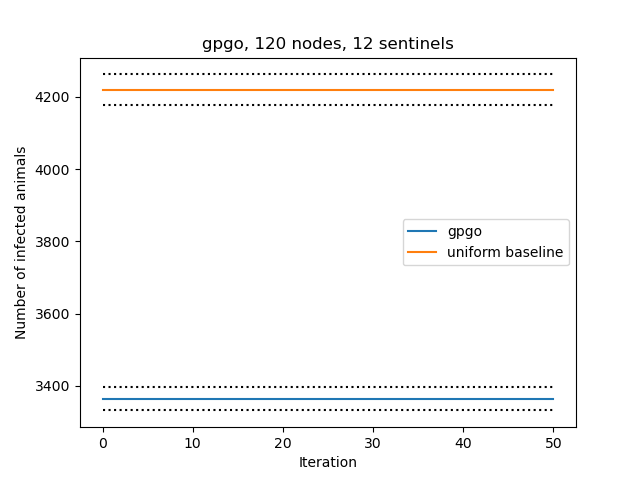 gpgo, 120 nodes, 12 sentinels
Number of infected animals
4200
4000
3800
3600
3400
gpgo
uniform baseline
0 10 20 30 40 50
Iteration